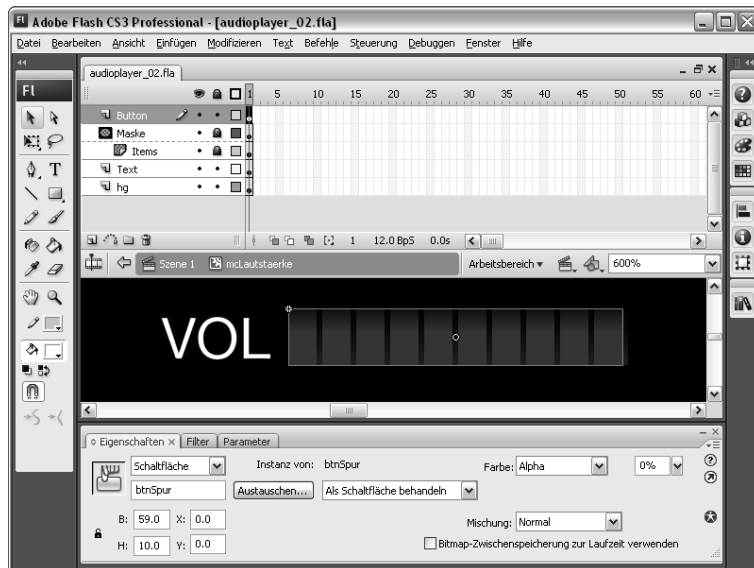 Adobe Flash CS3 Professional - [audioplayer_02.fla]
Datei Bearbeiten Ansicht Einfügen Modifizieren Text Befehle Steuerung Debuggen Fenster Hilfe
audioplayer_02.fla
Fl
1 5 10 15 20 25 30 35 40 45 50 55 60
Button
Maske
Items
Text
hg
1 12.0 BpS 0.0s
Szene 1 mcLautstaerke Arbeitsbereich 600%
VOL
Eigenschaften Filter Parameter
Schaltfläche Instanz von: btnSpur Farbe: Alpha 0%
btnSpur Austauschen... Als Schaltfläche behandeln
B: 59.0 X: 0.0 Mischung: Normal
H: 10.0 Y: 0.0 Bitmap-Zwischenspeicherung zur Laufzeit verwenden